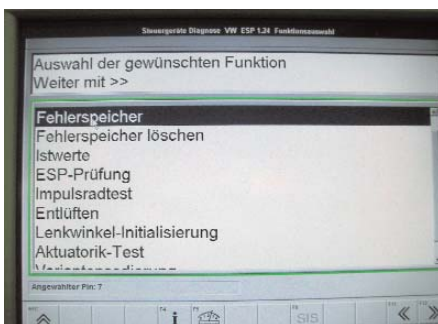 Steuergeräte Diagnose VW ESP 1.24 Funktionsauswahl
Auswahl der gewünschten Funktion
Weiter mit >>
Fehlerspeicher
Fehlerspeicher löschen
Istwerte
ESP-Prüfung
Impulsradtest
Entlüften
Lenkwinkel-Initialisierung
Aktuatorik-Test
Angewählter Pin: 7
SIS